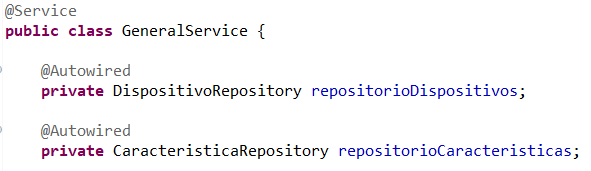 @Service
public class GeneralService {
@Autowired
private DispositivoRepository repositorioDispositivos;
@Autowired
private CaracteristicaRepository repositorioCaracteristicas;